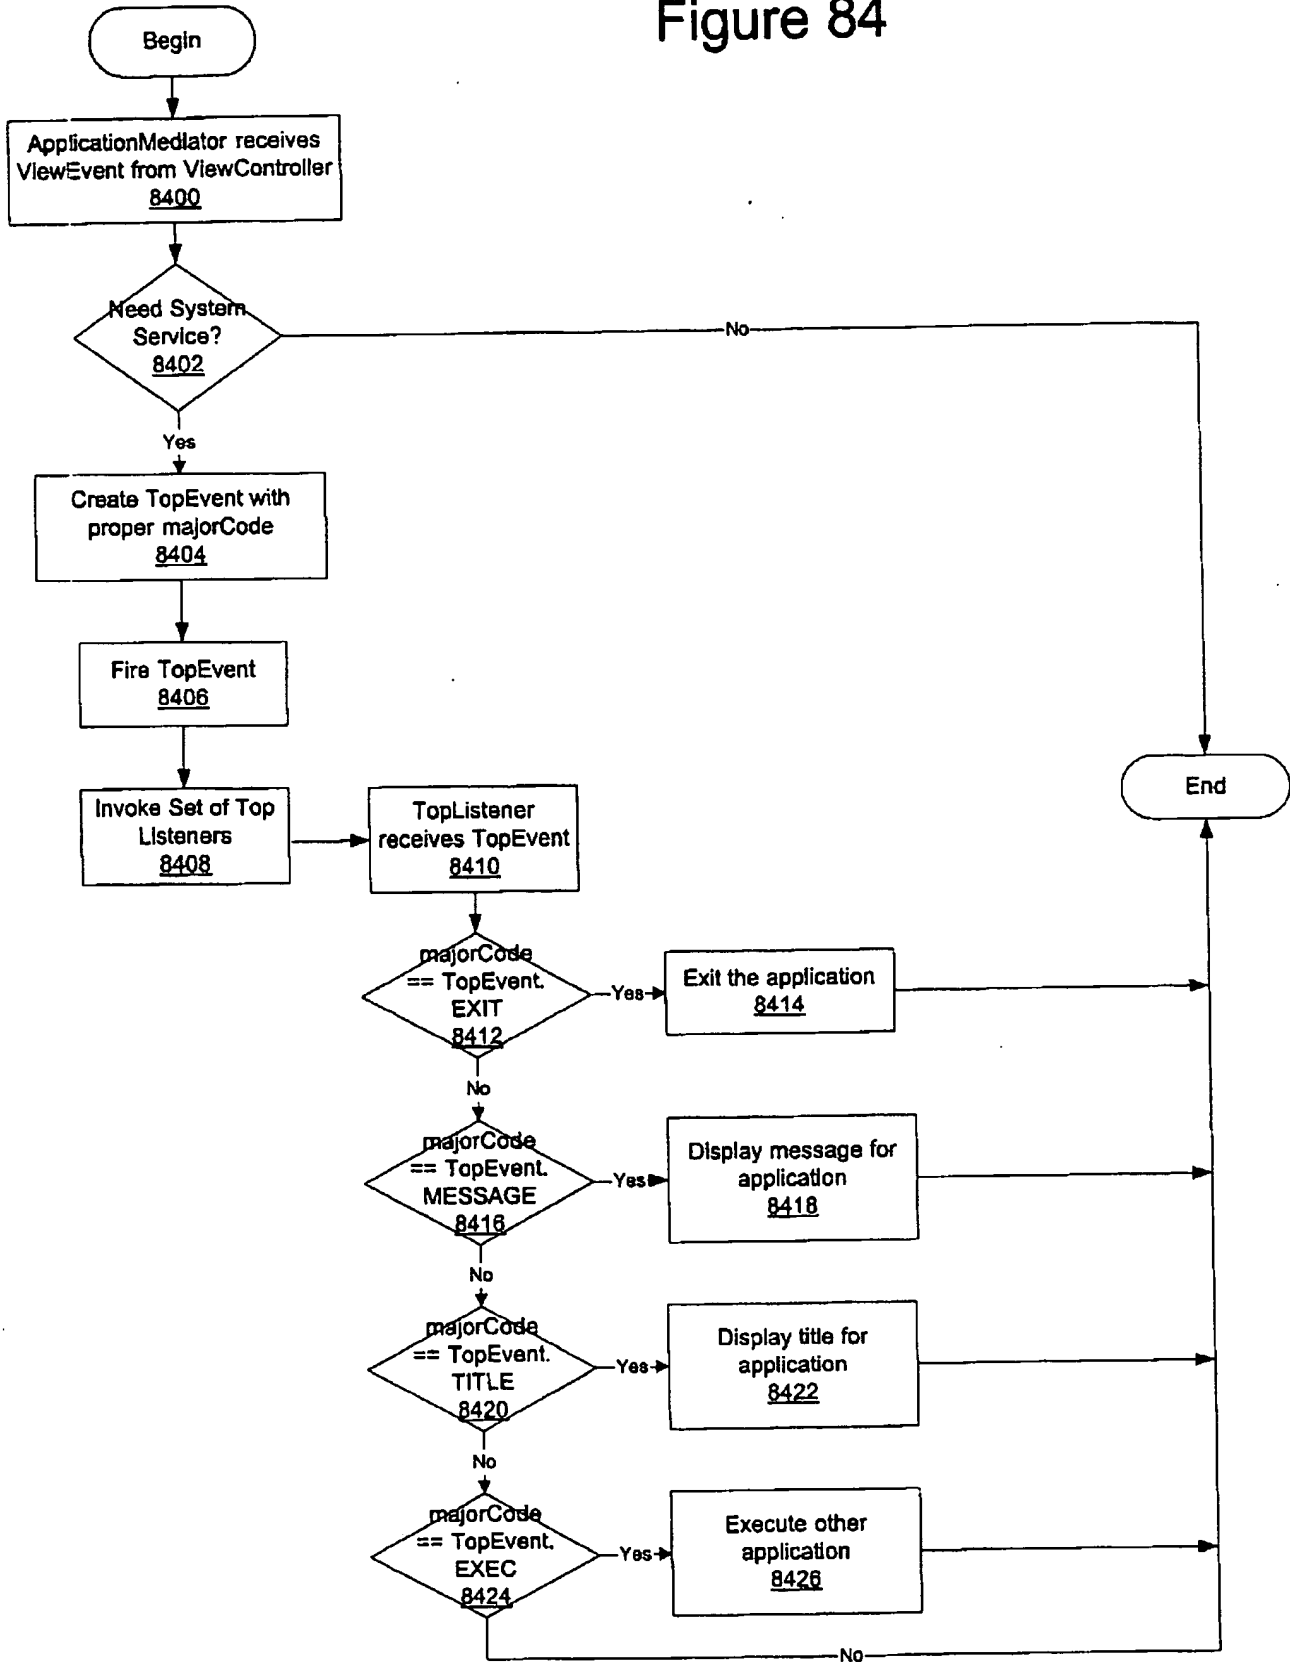 Figure 84
Begin
ApplicationMediator receives
ViewEvent from ViewController
8400
Need System
Service?
8402
No
Yes
Create TopEvent with
proper majorCode
8404
Fire TopEvent
8406
Invoke Set of Top
Listeners
8408
TopListener
receives TopEvent
8410
End
majorCode
== TopEvent.
EXIT
8412
Yes
Exit the application
8414
No
majorCode
== TopEvent.
MESSAGE
8416
Yes
Display message for
application
8418
No
majorCode
== TopEvent.
TITLE
8420
Yes
Display title for
application
8422
No
majorCode
== TopEvent.
EXEC
8424
Yes
Execute other
application
8426
No